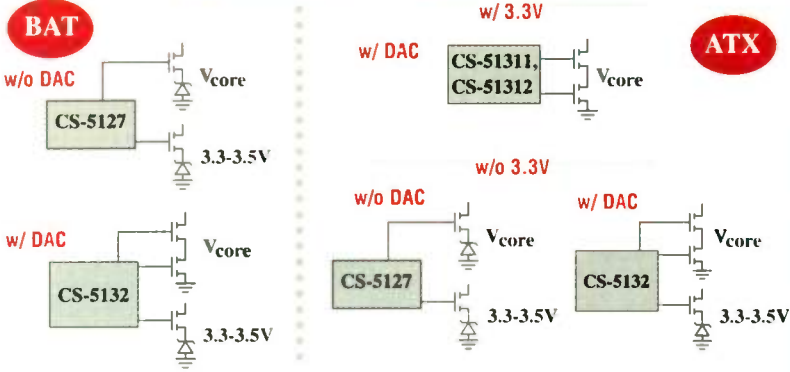 BAT
w/o DAC
CS-5127
Vcore
3.3-3.5V
w/ DAC
CS-5132
Vcore
3.3-3.5V
w/ 3.3V
ATX
w/ DAC
CS-51311,
CS-51312
Vcore
w/o 3.3V
w/o DAC
CS-5127
Vcore
3.3-3.5V
w/ DAC
CS-5132
Vcore
3.3-3.5V